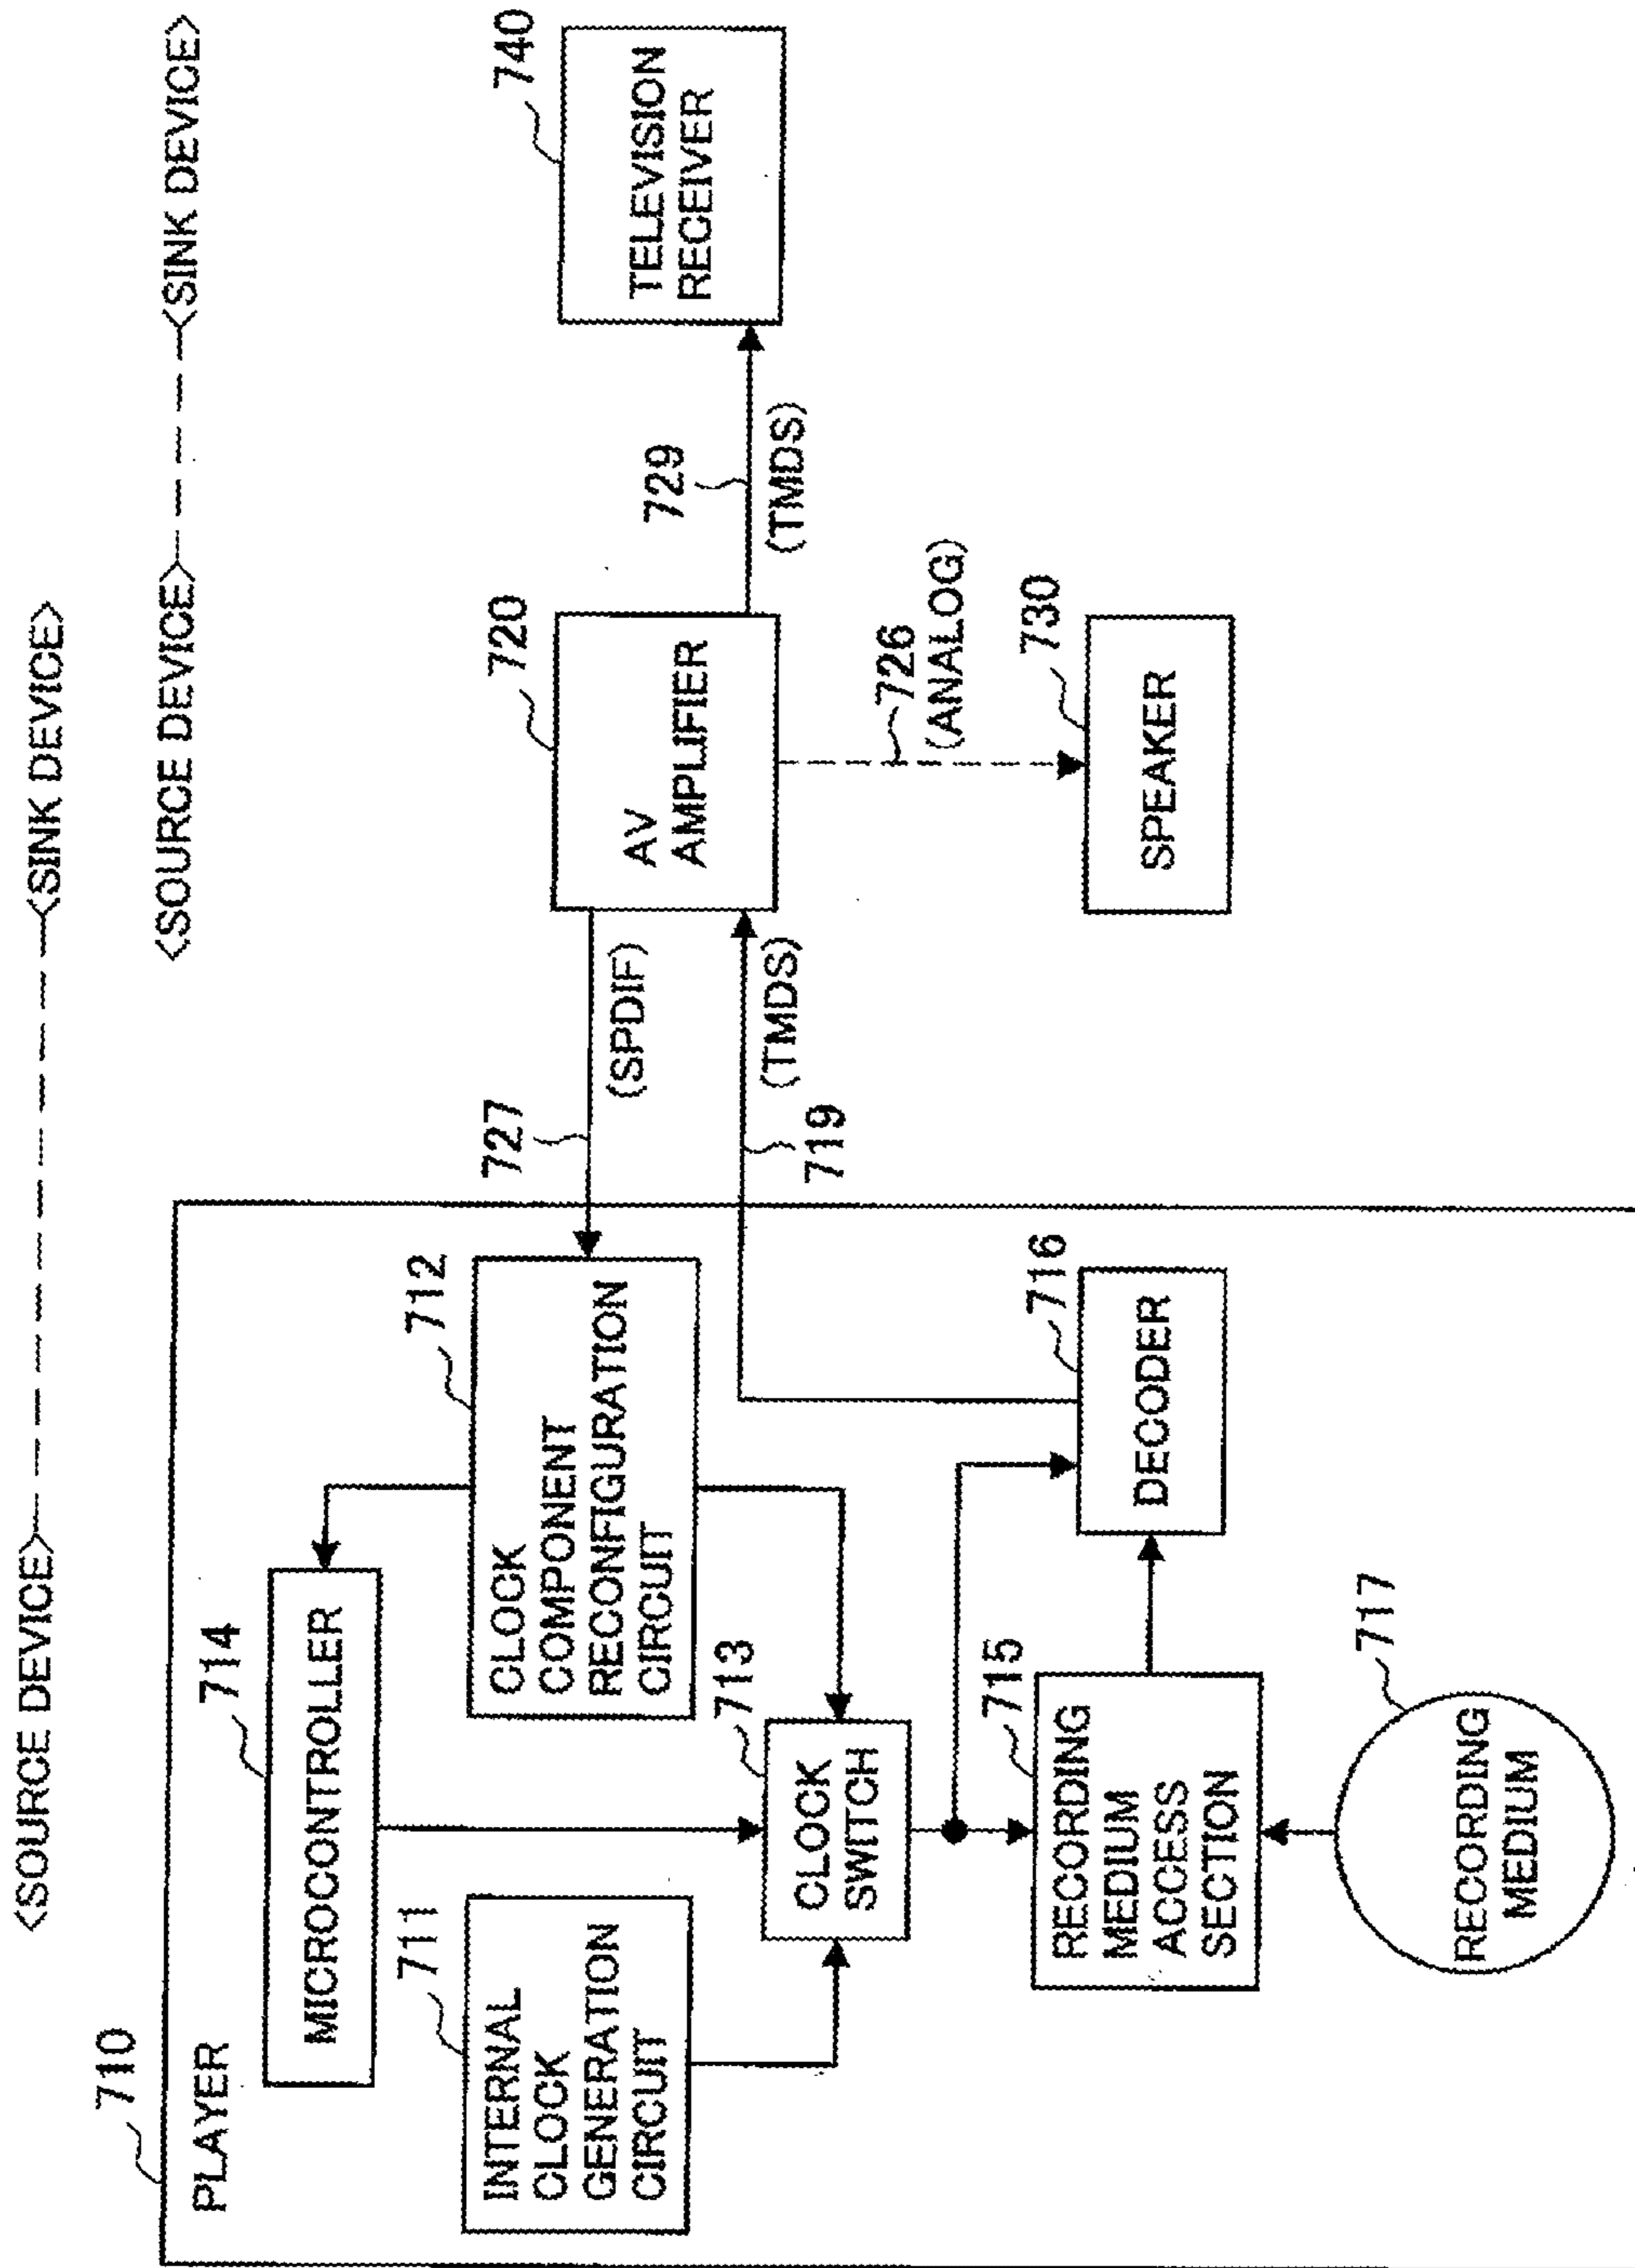 <SOURCE DEVICE> <SINK DEVICE>
<SOURCE DEVICE> <SINK DEVICE>
710
PLAYER
714
MICROCONTROLLER
711
INTERNAL
CLOCK
GENERATION
CIRCUIT
712
CLOCK
COMPONENT
RECONFIGURATION
CIRCUIT
713
CLOCK
SWITCH
715
RECORDING
MEDIUM
ACCESS
SECTION
716
DECODER
717
RECORDING
MEDIUM
727
(SPDIF)
(TMDS)
719
720
AV
AMPLIFIER
729
(TMDS)
726
(ANALOG)
730
SPEAKER
740
TELEVISION
RECEIVER